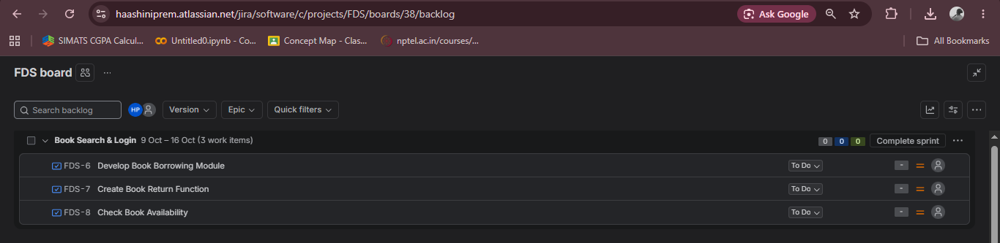 haashiniprem.atlassian.net/jira/software/c/projects/FDS/boards/38/backlog Ask Google
SIMATS CGPA Calcul... Untitled0.ipynb - Co... Concept Map - Clas... nptel.ac.in/courses/... All Bookmarks
FDS board
Search backlog HP Version Epic Quick filters
Book Search & Login 9 Oct – 16 Oct (3 work items) 0 0 0 Complete sprint
FDS-6 Develop Book Borrowing Module To Do -
FDS-7 Create Book Return Function To Do -
FDS-8 Check Book Availability To Do -